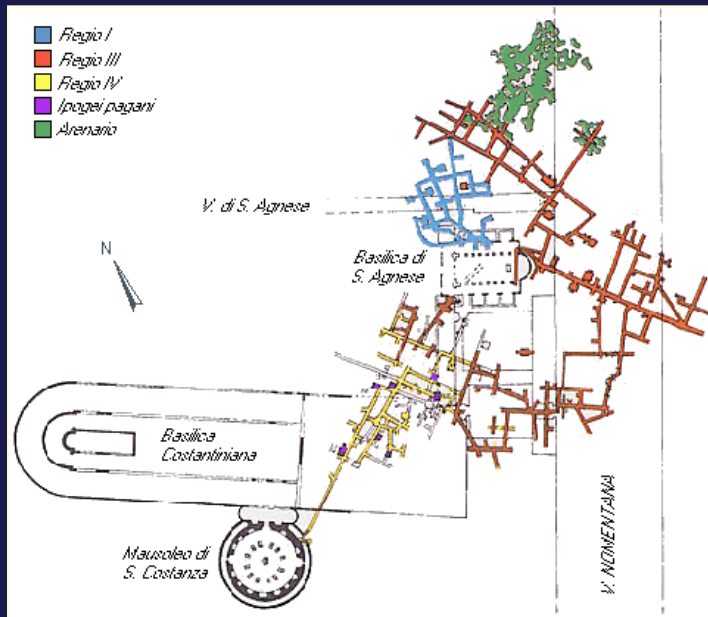 Regio I
Regio III
Regio IV
Ipogei pagani
Arenario
V. di S. Agnese
N
Basilica di
S. Agnese
Basilica
Costantiniana
Mausoleo di
S. Costanza
V. NOMENTANA